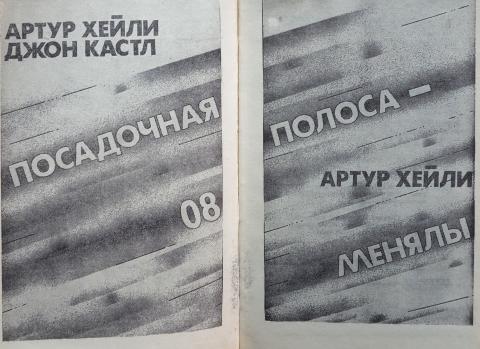 АРТУР ХЕЙЛИ
ДЖОН КАСТЛ
ПОСАДОЧНАЯ
ПОЛОСА –
08
АРТУР ХЕЙЛИ
МЕНЯЛЫ